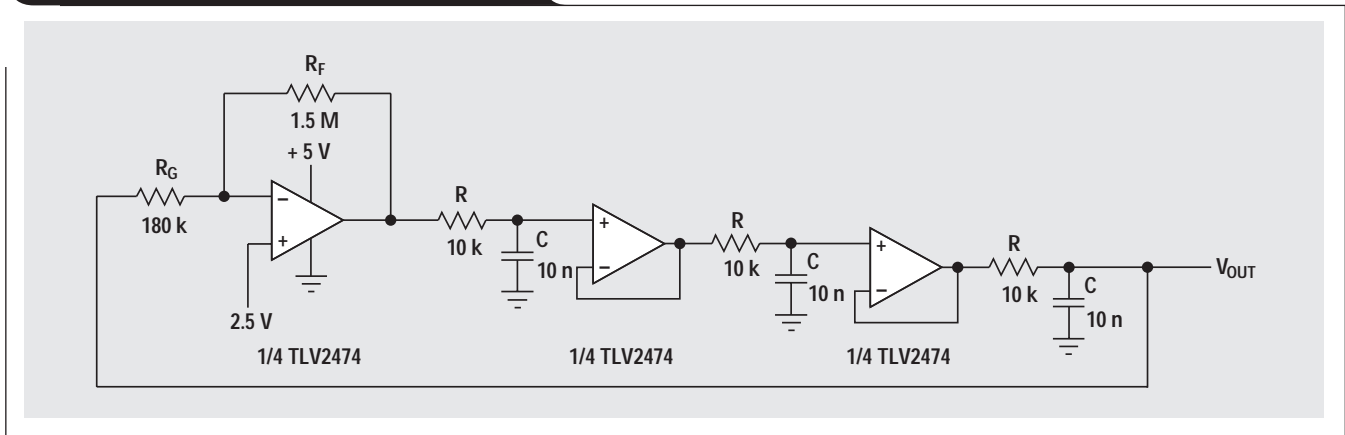 R_F
1.5 M
+ 5 V
R_G
180 k
−
+
2.5 V
1/4 TLV2474
R
10 k
C
10 n
+
−
1/4 TLV2474
R
10 k
C
10 n
+
−
1/4 TLV2474
R
10 k
C
10 n
V_OUT